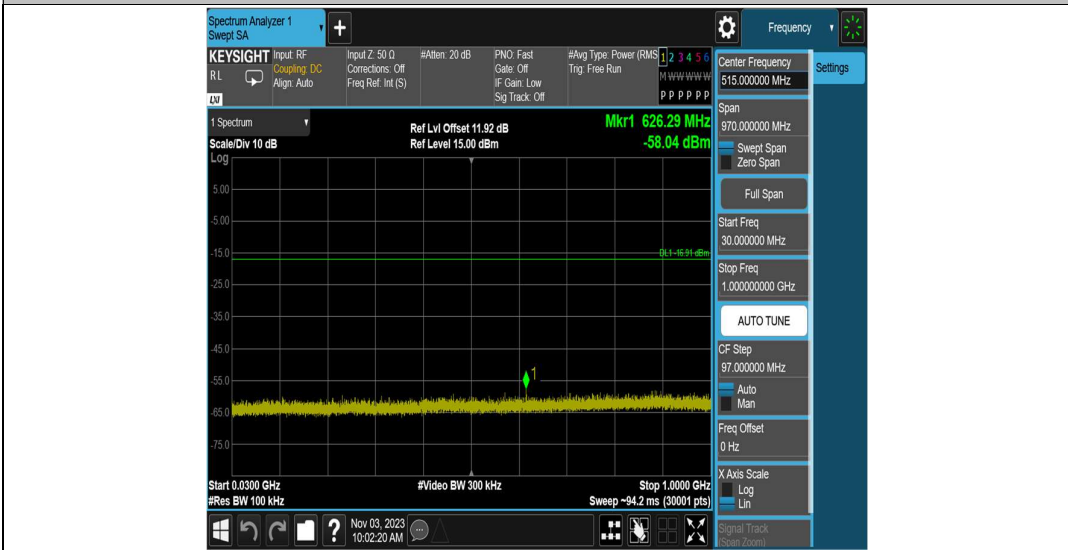 Spectrum Analyzer 1
Swept SA
+
Frequency
KEYSIGHT
RL
LXI
Input: RF
Coupling: DC
Align: Auto
Input Z: 50 Ω
Corrections: Off
Freq Ref: Int (S)
#Atten: 20 dB
PNO: Fast
Gate: Off
IF Gain: Low
Sig Track: Off
#Avg Type: Power (RMS
Trig: Free Run
1 2 3 4 5 6
M W W W W W
P P P P P P
1 Spectrum
Scale/Div 10 dB
Log
Ref Lvl Offset 11.92 dB
Ref Level 15.00 dBm
Mkr1 626.29 MHz
-58.04 dBm
5.00
-5.00
-15.0
DL1 -16.91 dBm
-25.0
-35.0
-45.0
-55.0
1
-65.0
-75.0
Start 0.0300 GHz
#Res BW 100 kHz
#Video BW 300 kHz
Stop 1.0000 GHz
Sweep ~94.2 ms (30001 pts)
?
Nov 03, 2023
10:02:20 AM
Center Frequency
515.000000 MHz
Settings
Span
970.000000 MHz
Swept Span
Zero Span
Full Span
Start Freq
30.000000 MHz
Stop Freq
1.000000000 GHz
AUTO TUNE
CF Step
97.000000 MHz
Auto
Man
Freq Offset
0 Hz
X Axis Scale
Log
Lin
Signal Track
(Span Zoom)